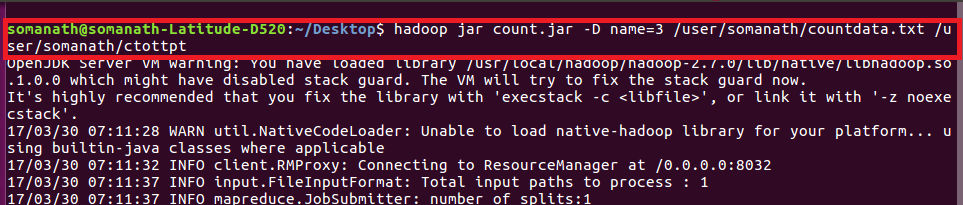 somanath@somanath-Latitude-D520:~/Desktop$ hadoop jar count.jar -D name=3 /user/somanath/countdata.txt /u
ser/somanath/ctottpt
OpenJDK Server VM warning: You have loaded library /usr/local/hadoop/hadoop-2.7.0/lib/native/libhadoop.so
.1.0.0 which might have disabled stack guard. The VM will try to fix the stack guard now.
It's highly recommended that you fix the library with 'execstack -c <libfile>', or link it with '-z noexe
cstack'.
17/03/30 07:11:28 WARN util.NativeCodeLoader: Unable to load native-hadoop library for your platform... u
sing builtin-java classes where applicable
17/03/30 07:11:32 INFO client.RMProxy: Connecting to ResourceManager at /0.0.0.0:8032
17/03/30 07:11:37 INFO input.FileInputFormat: Total input paths to process : 1
17/03/30 07:11:37 INFO mapreduce.JobSubmitter: number of splits:1